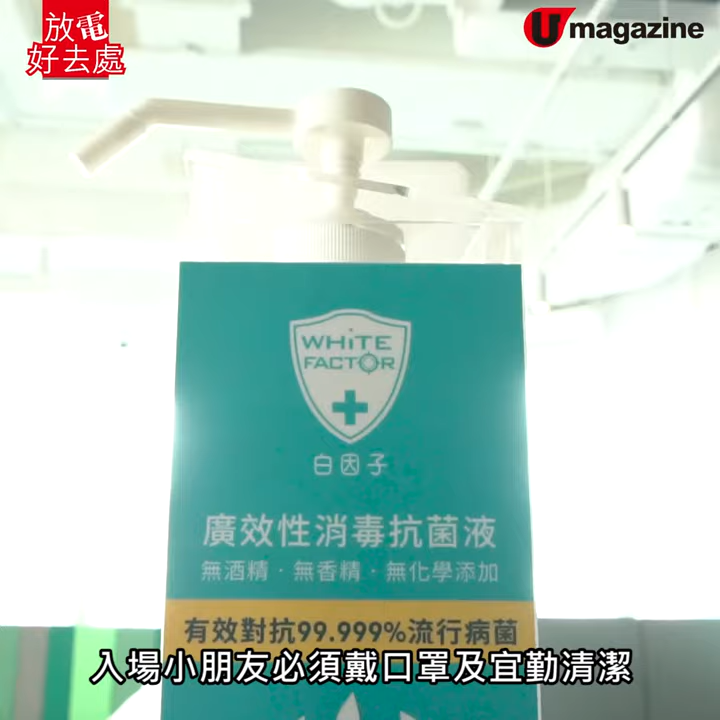 放電
好去處
U magazine
WHiTE
FACTOR
白因子
廣效性消毒抗菌液
無酒精・無香精・無化學添加
有效對抗99.999%流行病菌
入場小朋友必須戴口罩及宜勤清潔